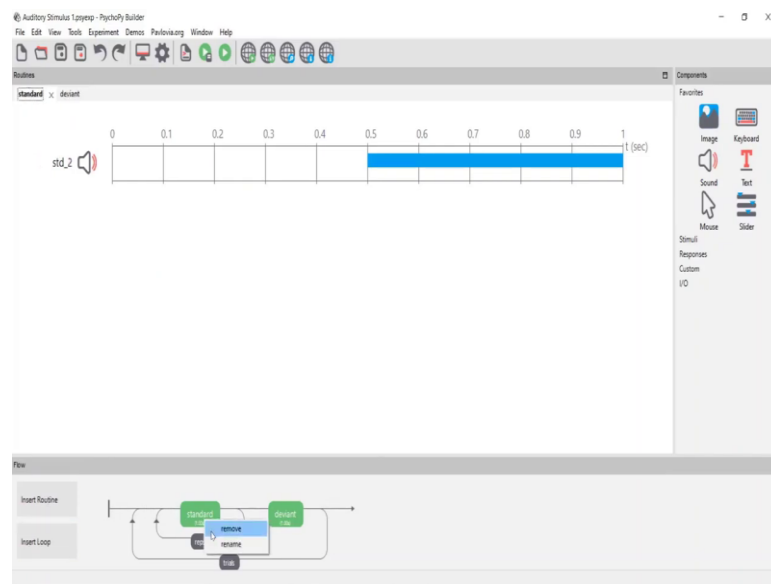 Auditory Stimulus 1.psyexp - PsychoPy Builder
File Edit View Tools Experiment Demos Pavlovia.org Window Help
Routines
Components
standard x deviant
Favorites
0 0.1 0.2 0.3 0.4 0.5 0.6 0.7 0.8 0.9 1
t (sec)
std_2
Image Keyboard
Sound Text
Mouse Slider
Stimuli
Responses
Custom
I/O
Flow
Insert Routine
standard
deviant
remove
Insert Loop
rename
trials